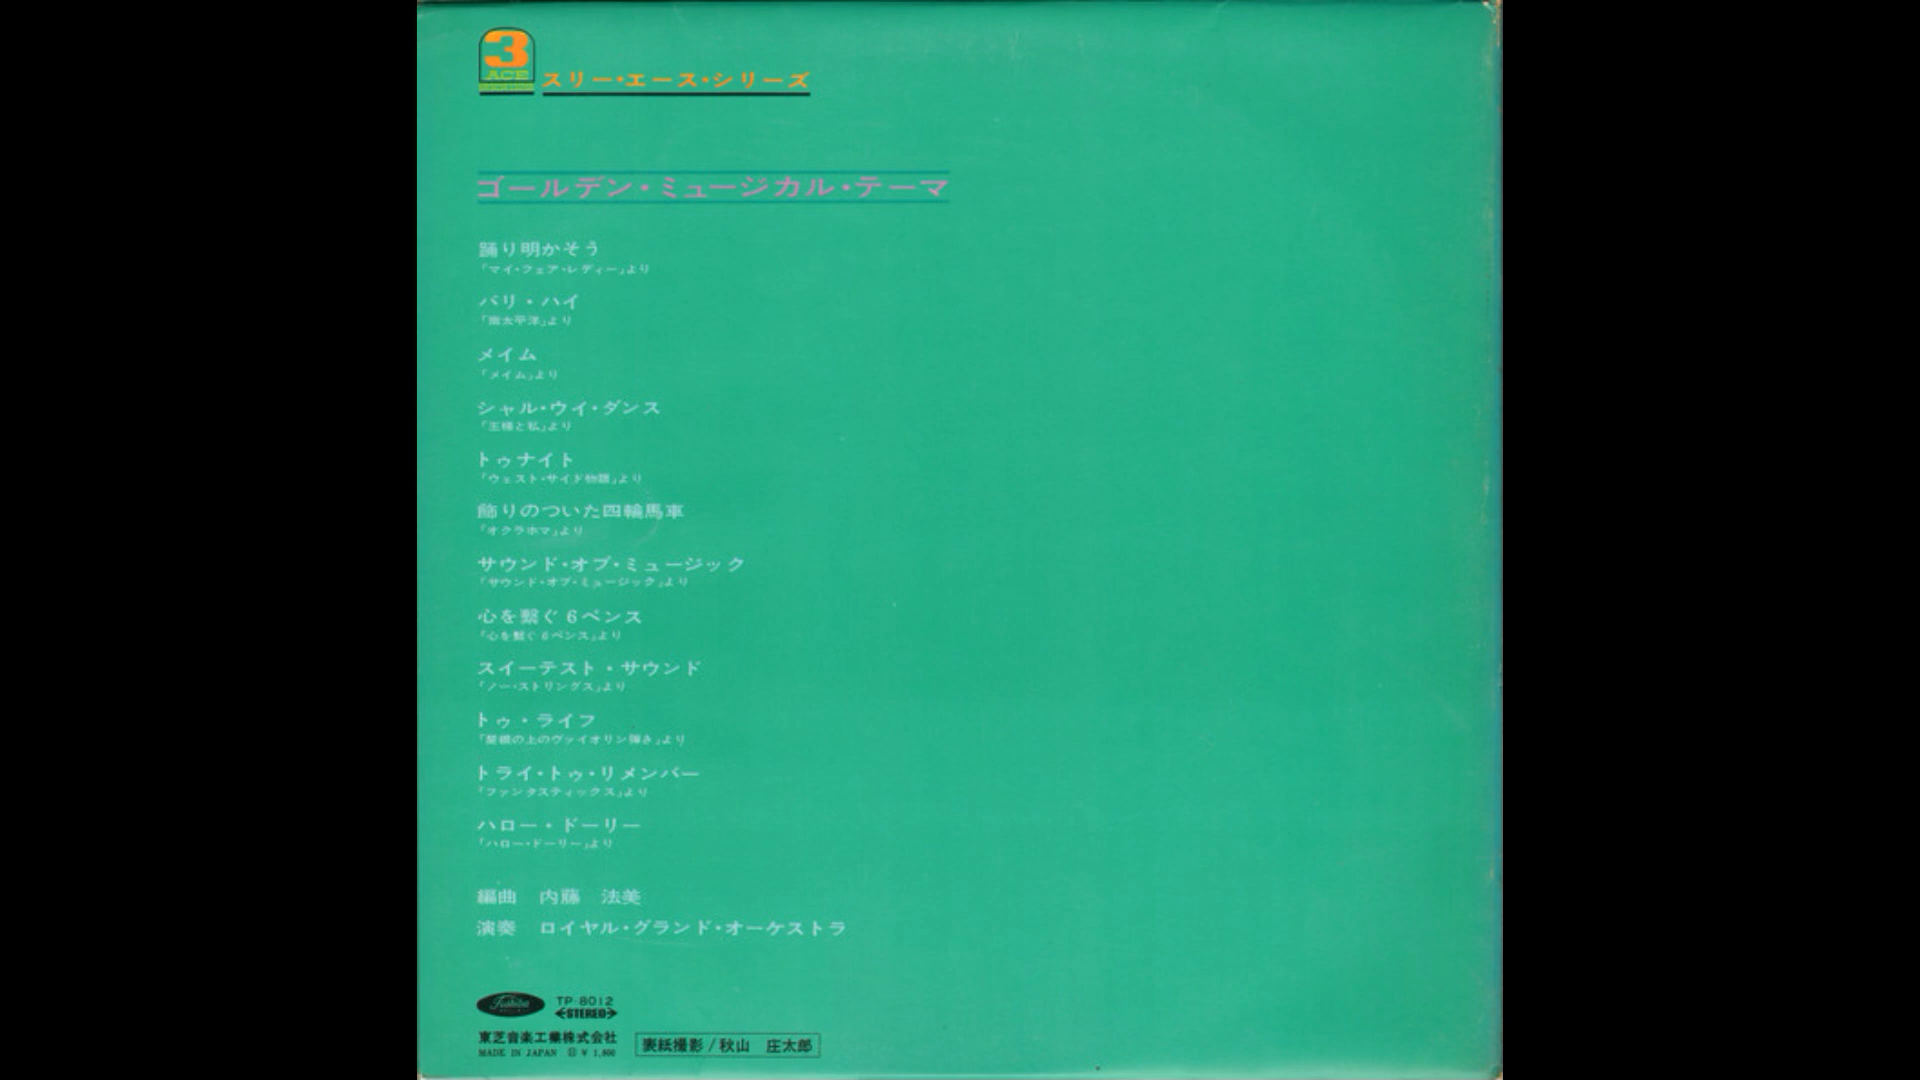 3
ACE
スリー・エース・シリーズ
ゴールデン・ミュージカル・テーマ
踊り明かそう
「マイ・フェア・レディー」より
バリ・ハイ
「南太平洋」より
メイム
「メイム」より
シャル・ウイ・ダンス
「王様と私」より
トゥナイト
「ウェスト・サイド物語」より
飾りのついた四輪馬車
「オクラホマ」より
サウンド・オブ・ミュージック
「サウンド・オブ・ミュージック」より
心を繋ぐ6ペンス
「心を繋ぐ6ペンス」より
スイーテスト・サウンド
「ノー・ストリングス」より
トゥ・ライフ
「屋根の上のヴァイオリン弾き」より
トライ・トゥ・リメンバー
「ファンタスティックス」より
ハロー・ドーリー
「ハロー・ドーリー」より
編曲 内藤 法美
演奏 ロイヤル・グランド・オーケストラ
Toshiba
TP-8012
STEREO
東芝音楽工業株式会社
MADE IN JAPAN ¥1,800
表紙撮影/秋山 庄太郎